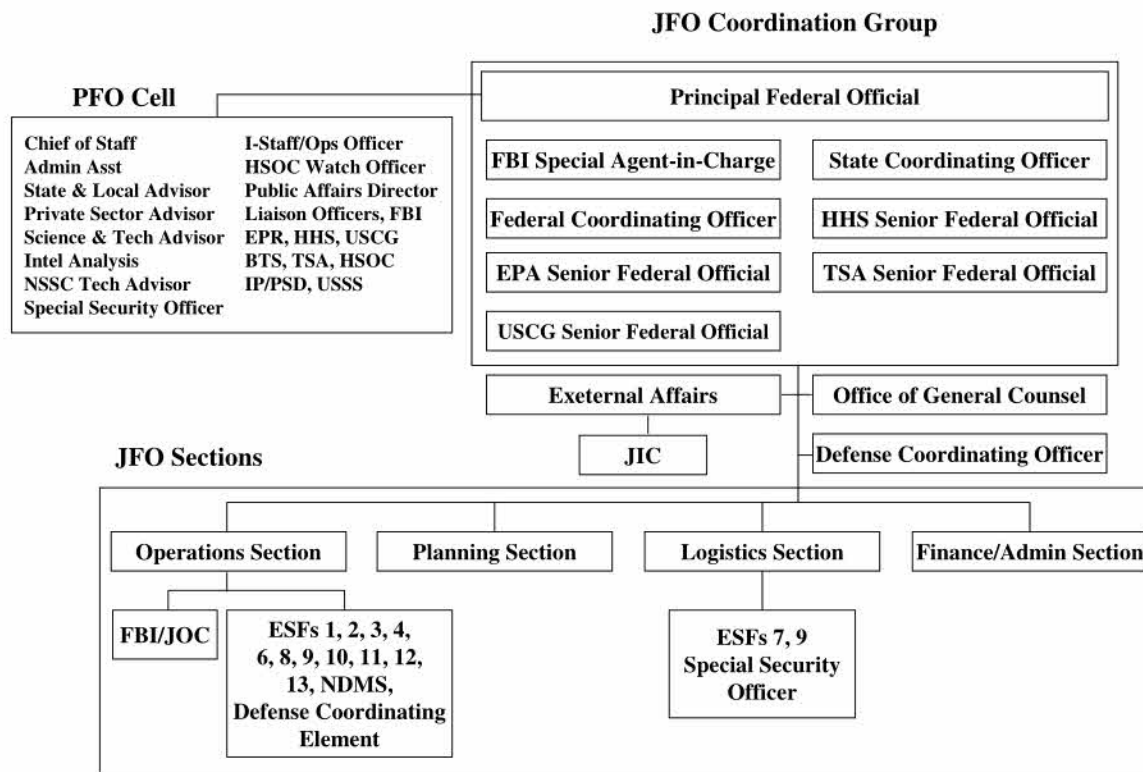 JFO Coordination Group
PFO Cell
Principal Federal Official
Chief of Staff
Admin Asst
State & Local Advisor
Private Sector Advisor
Science & Tech Advisor
Intel Analysis
NSSC Tech Advisor
Special Security Officer
I-Staff/Ops Officer
HSOC Watch Officer
Public Affairs Director
Liaison Officers, FBI
EPR, HHS, USCG
BTS, TSA, HSOC
IP/PSD, USSS
FBI Special Agent-in-Charge
State Coordinating Officer
Federal Coordinating Officer
HHS Senior Federal Official
EPA Senior Federal Official
TSA Senior Federal Official
USCG Senior Federal Official
Exeternal Affairs
Office of General Counsel
JIC
Defense Coordinating Officer
JFO Sections
Operations Section
Planning Section
Logistics Section
Finance/Admin Section
FBI/JOC
ESFs 1, 2, 3, 4,
6, 8, 9, 10, 11, 12,
13, NDMS,
Defense Coordinating
Element
ESFs 7, 9
Special Security
Officer